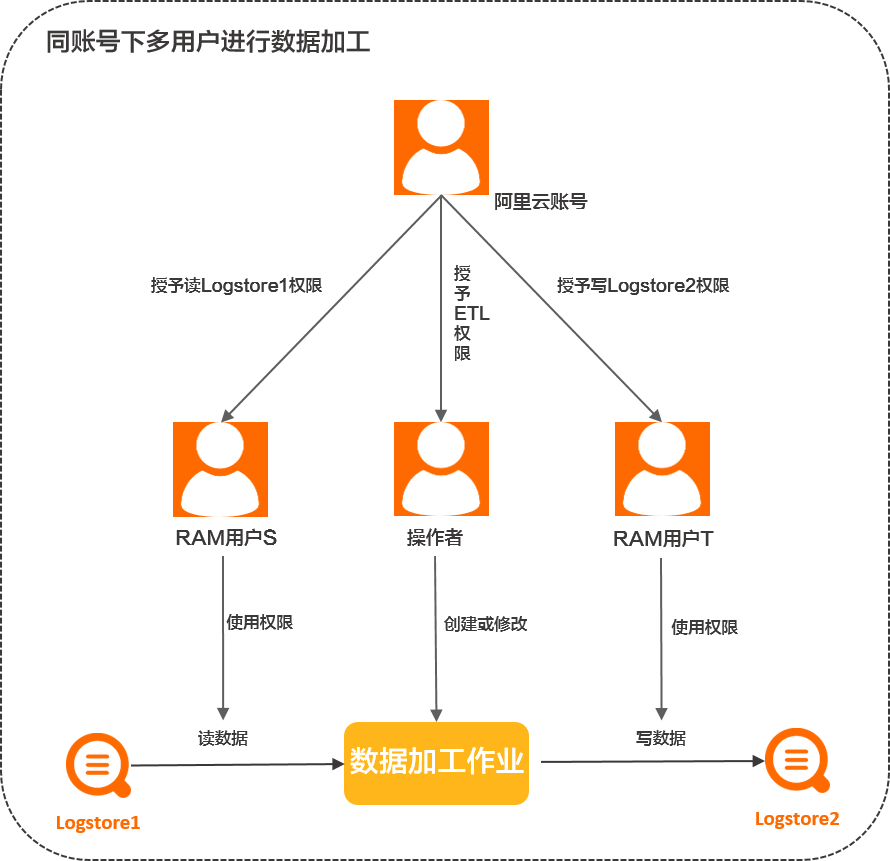 同账号下多用户进行数据加工
阿里云账号
授予读Logstore1权限
授
予
ETL
权
限
授予写Logstore2权限
RAM用户S
操作者
RAM用户T
使用权限
创建或修改
使用权限
读数据
数据加工作业
写数据
Logstore1
Logstore2